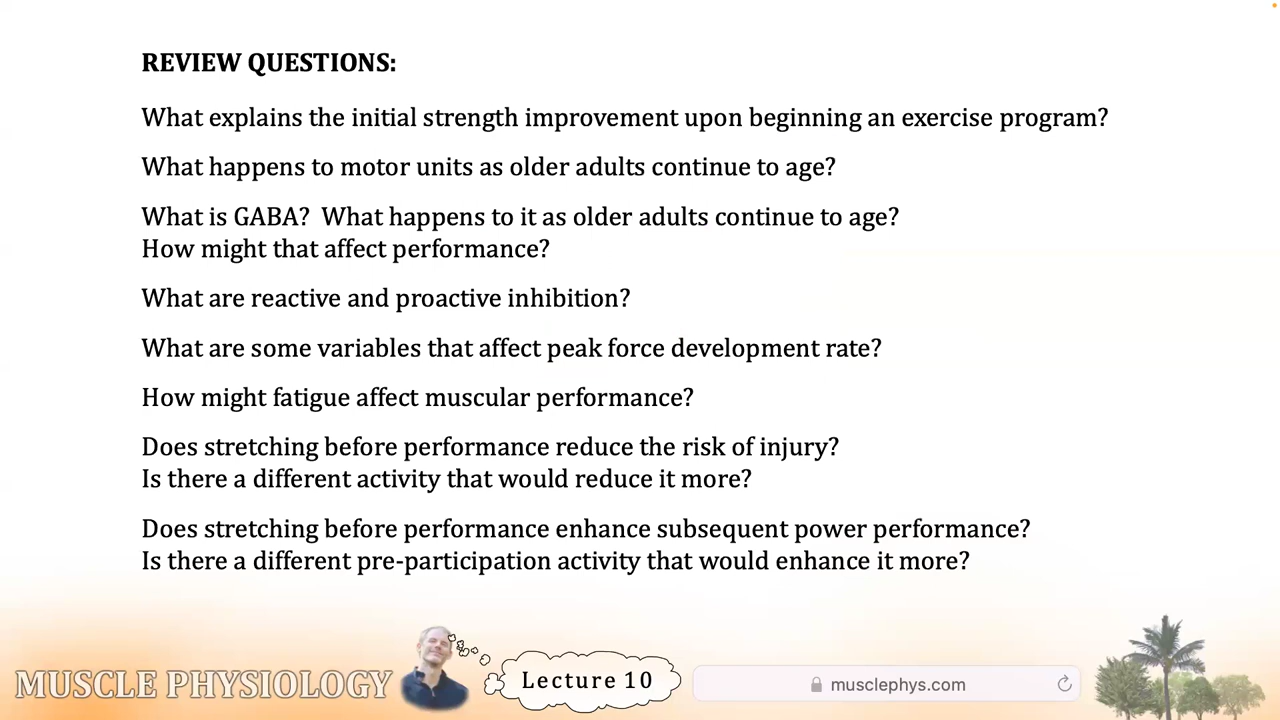 REVIEW QUESTIONS:
What explains the initial strength improvement upon beginning an exercise program?
What happens to motor units as older adults continue to age?
What is GABA?  What happens to it as older adults continue to age?
How might that affect performance?
What are reactive and proactive inhibition?
What are some variables that affect peak force development rate?
How might fatigue affect muscular performance?
Does stretching before performance reduce the risk of injury?
Is there a different activity that would reduce it more?
Does stretching before performance enhance subsequent power performance?
Is there a different pre-participation activity that would enhance it more?
MUSCLE PHYSIOLOGY
Lecture 10
musclephys.com